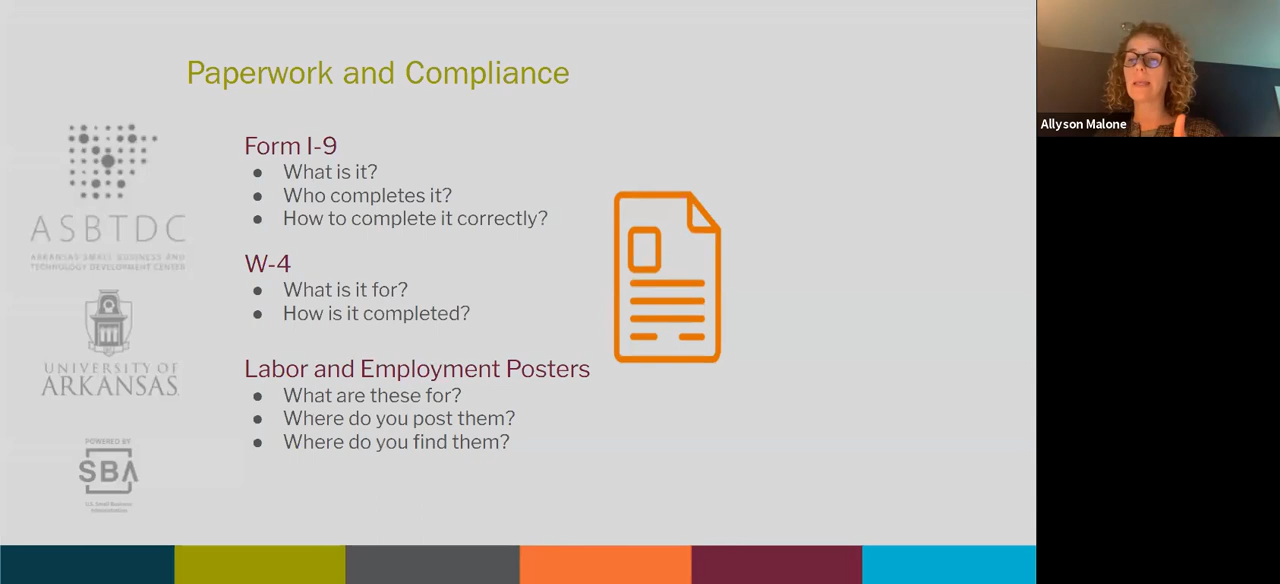 Paperwork and Compliance
Form I-9
● What is it?
● Who completes it?
● How to complete it correctly?
W-4
● What is it for?
● How is it completed?
Labor and Employment Posters
● What are these for?
● Where do you post them?
● Where do you find them?
ASBTDC
ARKANSAS SMALL BUSINESS AND
TECHNOLOGY DEVELOPMENT CENTER
UNIVERSITY OF
ARKANSAS
POWERED BY
SBA
U.S. Small Business
Administration
Allyson Malone